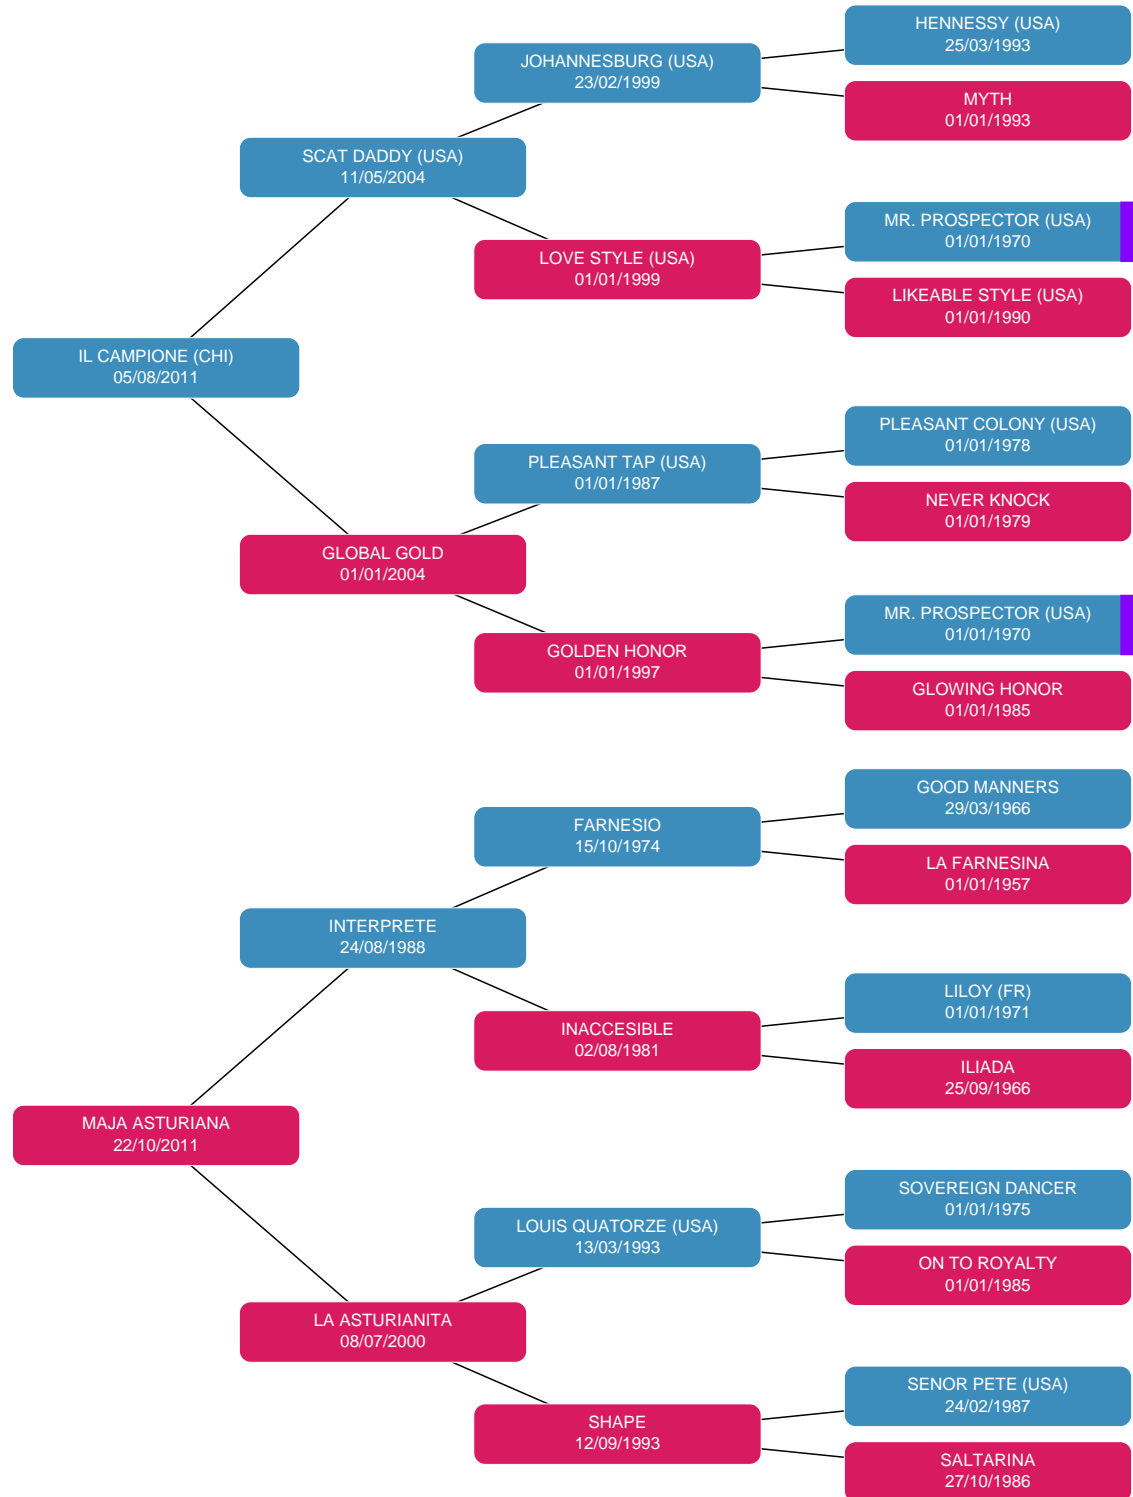 HENNESSY (USA)
25/03/1993
JOHANNESBURG (USA)
23/02/1999
MYTH
01/01/1993
SCAT DADDY (USA)
11/05/2004
MR. PROSPECTOR (USA)
01/01/1970
LOVE STYLE (USA)
01/01/1999
LIKEABLE STYLE (USA)
01/01/1990
IL CAMPIONE (CHI)
05/08/2011
PLEASANT COLONY (USA)
01/01/1978
PLEASANT TAP (USA)
01/01/1987
NEVER KNOCK
01/01/1979
GLOBAL GOLD
01/01/2004
MR. PROSPECTOR (USA)
01/01/1970
GOLDEN HONOR
01/01/1997
GLOWING HONOR
01/01/1985
GOOD MANNERS
29/03/1966
FARNESIO
15/10/1974
LA FARNESINA
01/01/1957
INTERPRETE
24/08/1988
LILOY (FR)
01/01/1971
INACCESIBLE
02/08/1981
ILIADA
25/09/1966
MAJA ASTURIANA
22/10/2011
SOVEREIGN DANCER
01/01/1975
LOUIS QUATORZE (USA)
13/03/1993
ON TO ROYALTY
01/01/1985
LA ASTURIANITA
08/07/2000
SENOR PETE (USA)
24/02/1987
SHAPE
12/09/1993
SALTARINA
27/10/1986